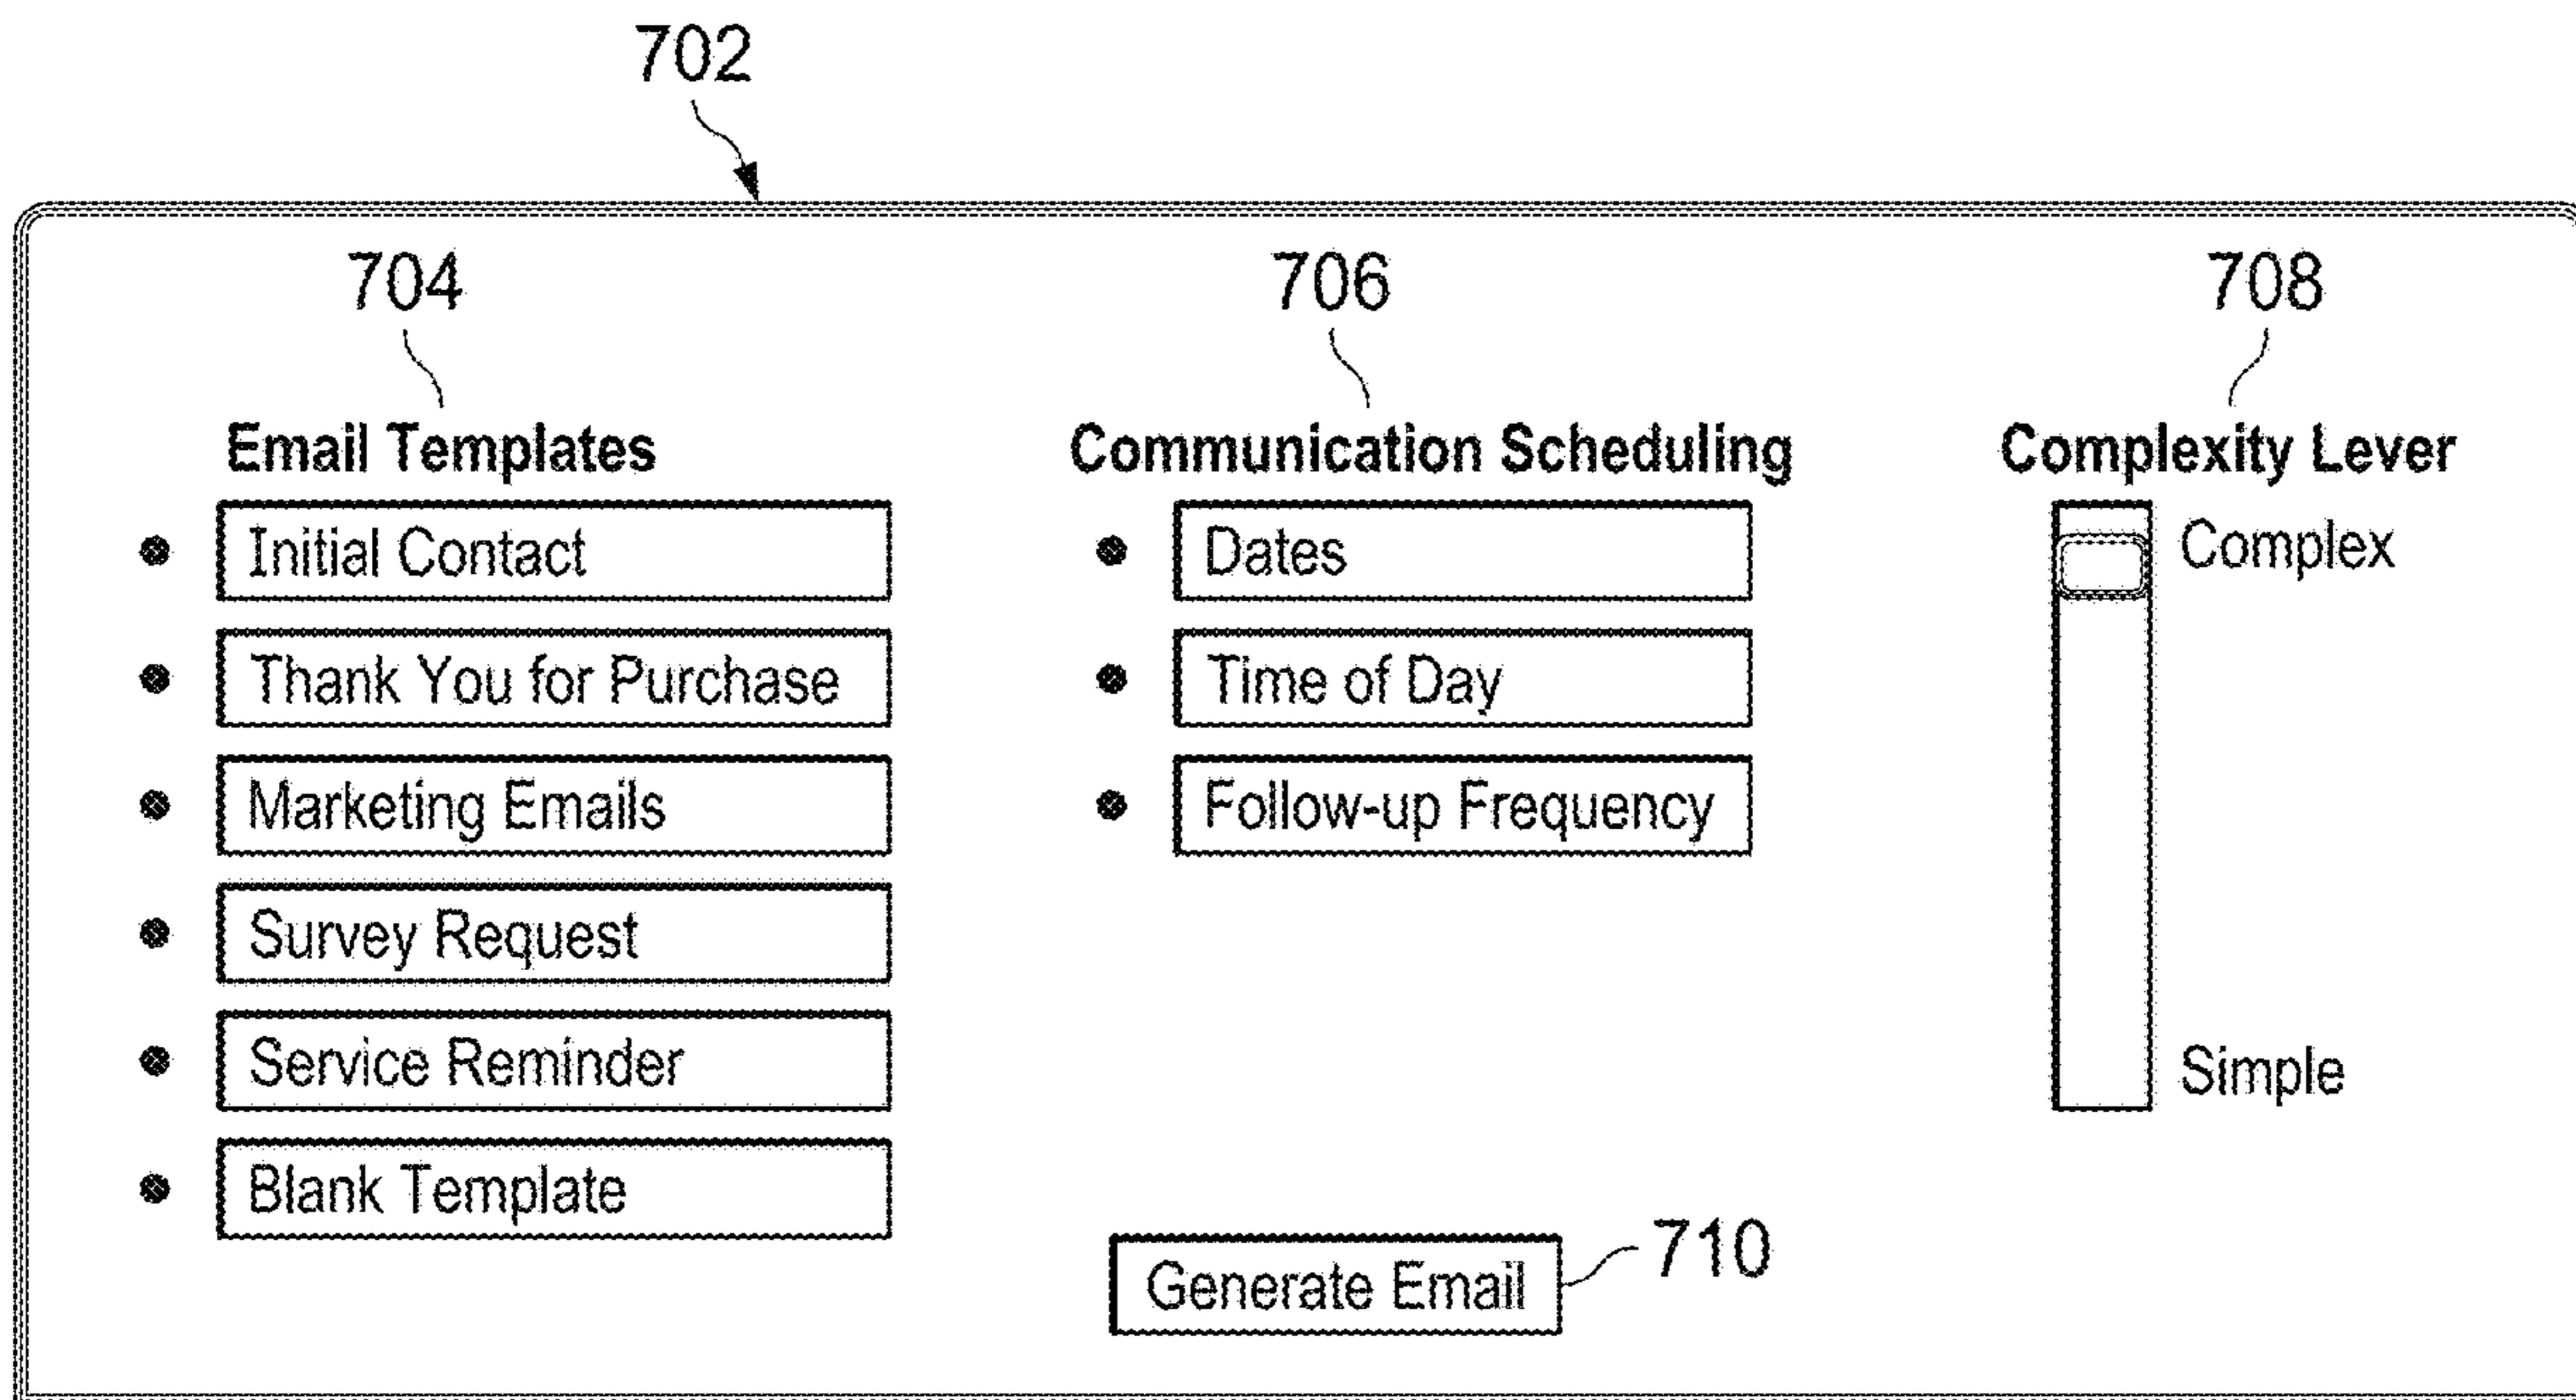 702
704
Email Templates
Initial Contact
Thank You for Purchase
Marketing Emails
Survey Request
Service Reminder
Blank Template
706
Communication Scheduling
Dates
Time of Day
Follow-up Frequency
708
Complexity Lever
Complex
Simple
Generate Email
710